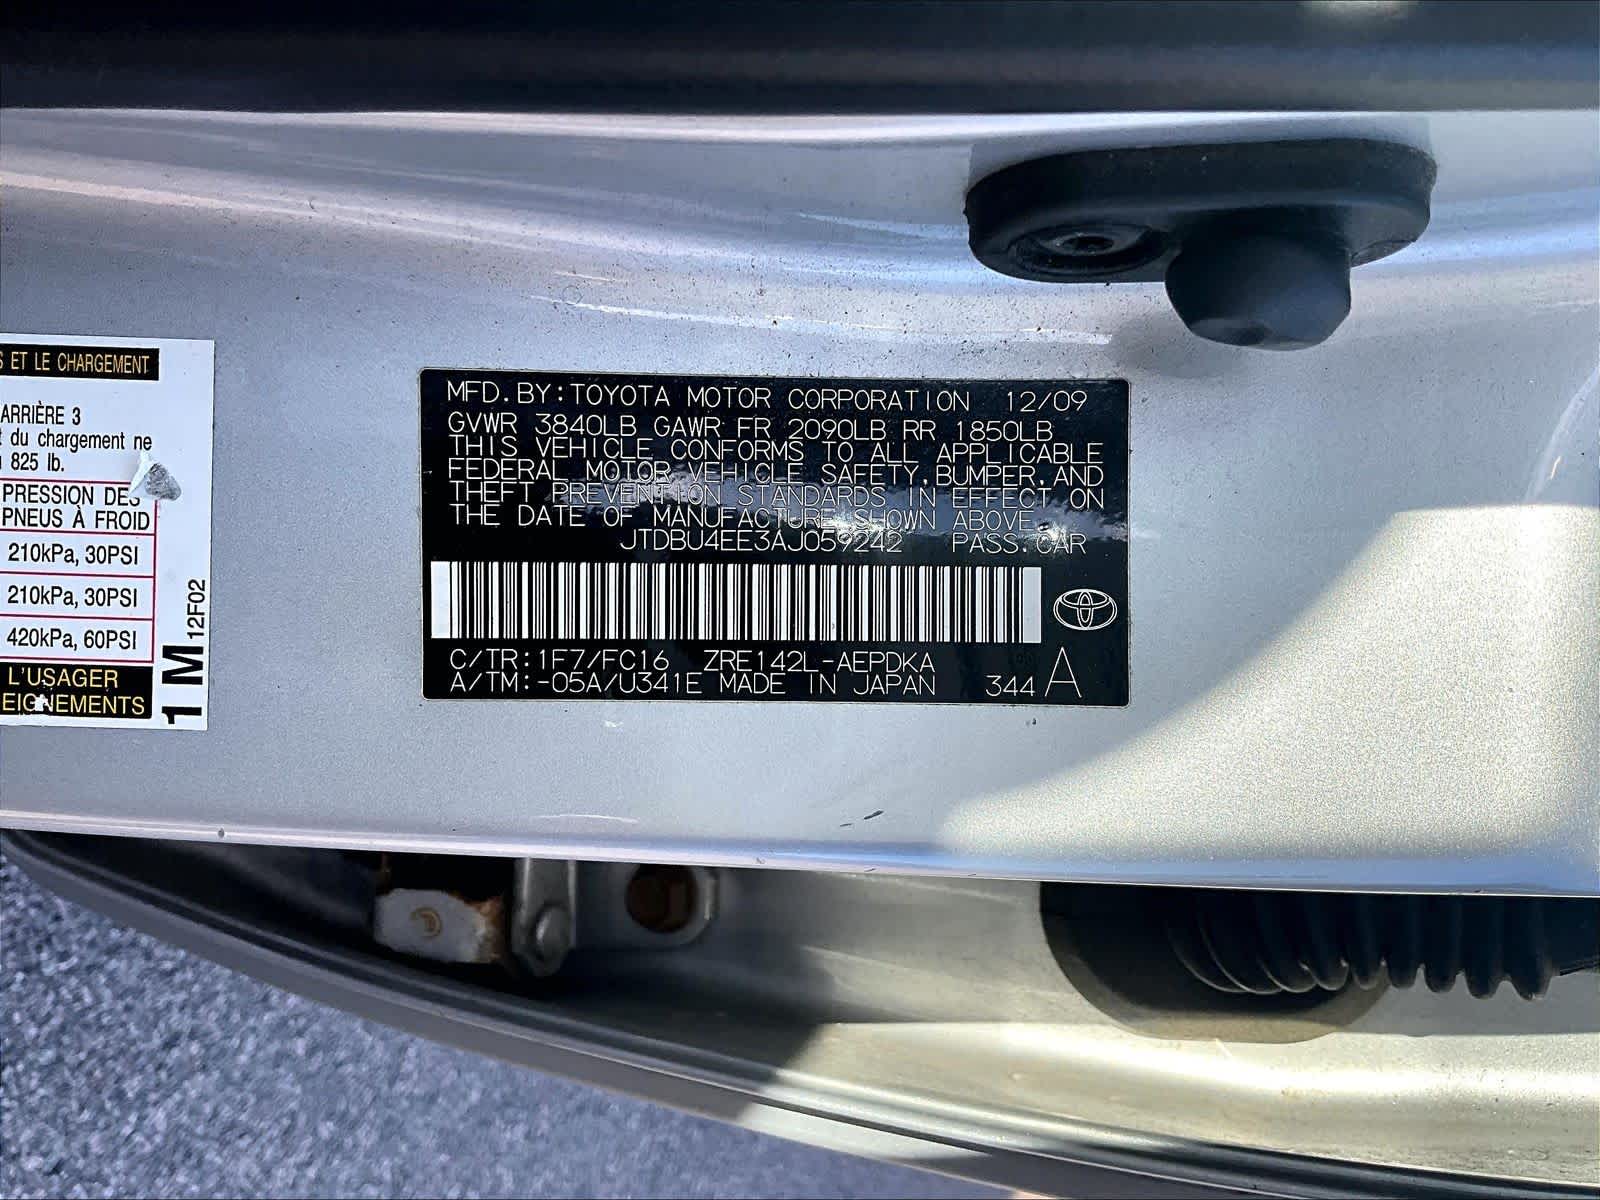 S ET LE CHARGEMENT
ARRIÈRE 3
t du chargement ne
825 lb.
PRESSION DES
PNEUS À FROID
210kPa, 30PSI
210kPa, 30PSI
420kPa, 60PSI
L'USAGER
EIGNEMENTS
1 M 12F02
MFD. BY: TOYOTA MOTOR CORPORATION 12/09
GVWR 3840LB GAWR FR 2090LB RR 1850LB
THIS VEHICLE CONFORMS TO ALL APPLICABLE
FEDERAL MOTOR VEHICLE SAFETY, BUMPER, AND
THEFT PREVENTION STANDARDS IN EFFECT ON
THE DATE OF MANUFACTURE SHOWN ABOVE.
JTDBU4EE3AJ059242 PASS. CAR
C/TR: 1F7/FC16 ZRE142L-AEPDKA
A/TM: -05A/U341E MADE IN JAPAN 344 A